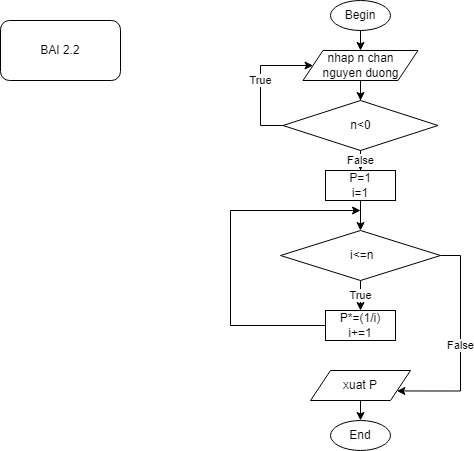 Begin
BAI 2.2
nhap n chan
nguyen duong
True
n<0
False
P=1
i=1
i<=n
True
P*=(1/i)
i+=1
False
xuat P
End